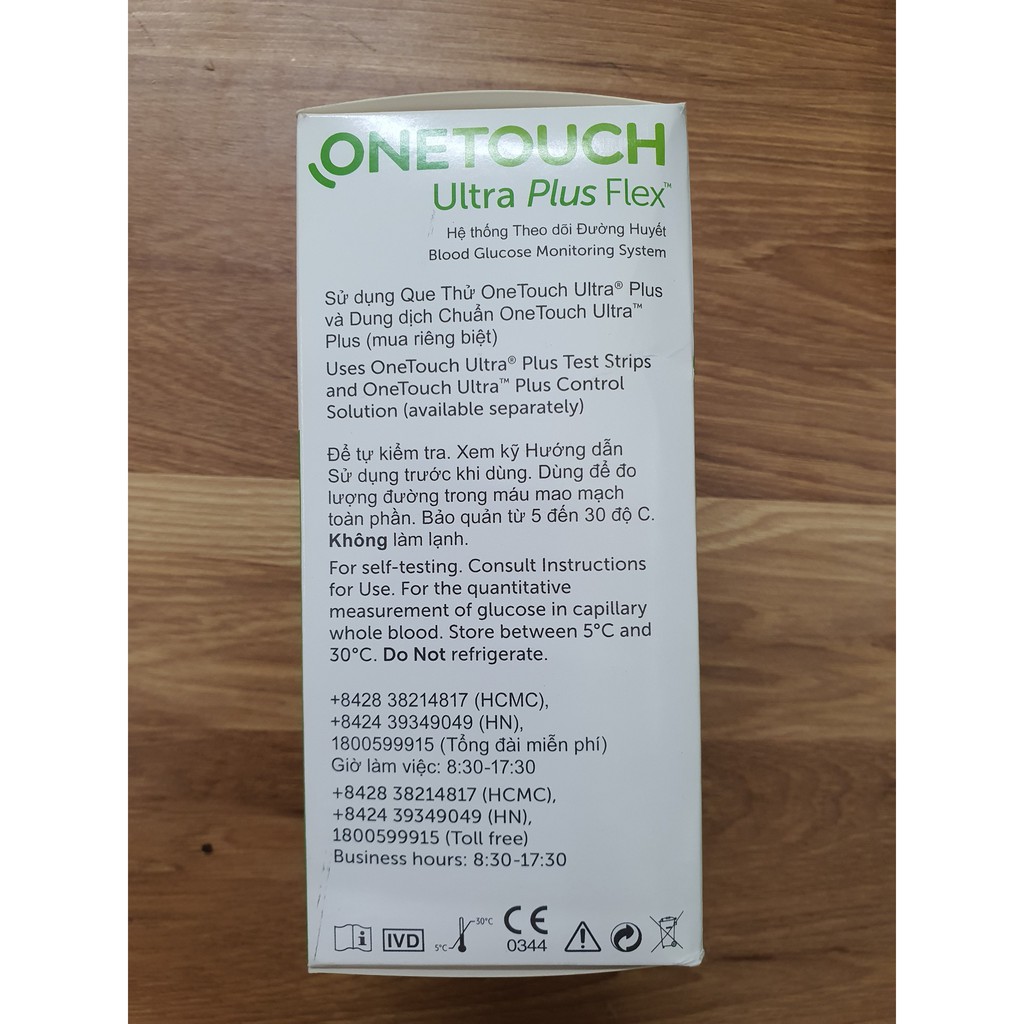 ONETOUCH
Ultra Plus Flex™
Hệ thống Theo dõi Đường Huyết
Blood Glucose Monitoring System
Sử dụng Que Thử OneTouch Ultra® Plus
và Dung dịch Chuẩn OneTouch Ultra™
Plus (mua riêng biệt)
Uses OneTouch Ultra® Plus Test Strips
and OneTouch Ultra™ Plus Control
Solution (available separately)
Để tự kiểm tra. Xem kỹ Hướng dẫn
Sử dụng trước khi dùng. Dùng để đo
lượng đường trong máu mao mạch
toàn phần. Bảo quản từ 5 đến 30 độ C.
Không làm lạnh.
For self-testing. Consult Instructions
for Use. For the quantitative
measurement of glucose in capillary
whole blood. Store between 5°C and
30°C. Do Not refrigerate.
+8428 38214817 (HCMC),
+8424 39349049 (HN),
1800599915 (Tổng đài miễn phí)
Giờ làm việc: 8:30-17:30
+8428 38214817 (HCMC),
+8424 39349049 (HN),
1800599915 (Toll free)
Business hours: 8:30-17:30
i IVD 5°C 30°C CE
0344